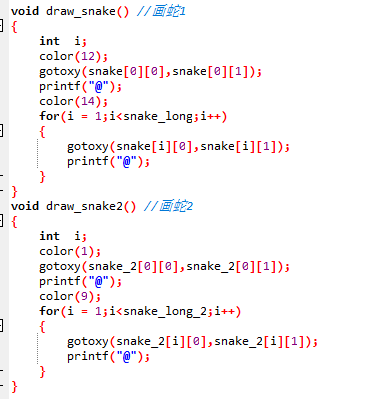 void draw_snake() //画蛇1
{
    int  i;
    color(12);
    gotoxy(snake[0][0],snake[0][1]);
    printf("@");
    color(14);
    for(i = 1;i<snake_long;i++)
    {
        gotoxy(snake[i][0],snake[i][1]);
        printf("@");
    }
}
void draw_snake2() //画蛇2
{
    int  i;
    color(1);
    gotoxy(snake_2[0][0],snake_2[0][1]);
    printf("@");
    color(9);
    for(i = 1;i<snake_long_2;i++)
    {
        gotoxy(snake_2[i][0],snake_2[i][1]);
        printf("@");
    }
}